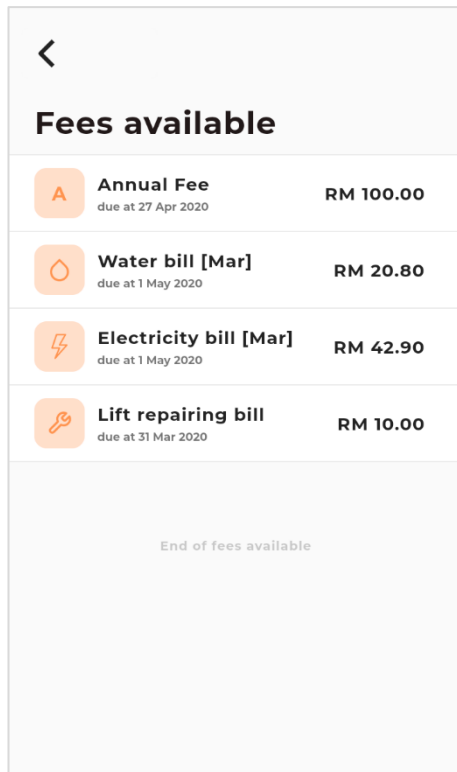 Fees available
A
Annual Fee
RM 100.00
due at 27 Apr 2020
Water bill [Mar]
RM 20.80
due at 1 May 2020
Electricity bill [Mar]
RM 42.90
due at 1 May 2020
Lift repairing bill
RM 10.00
due at 31 Mar 2020
End of fees available